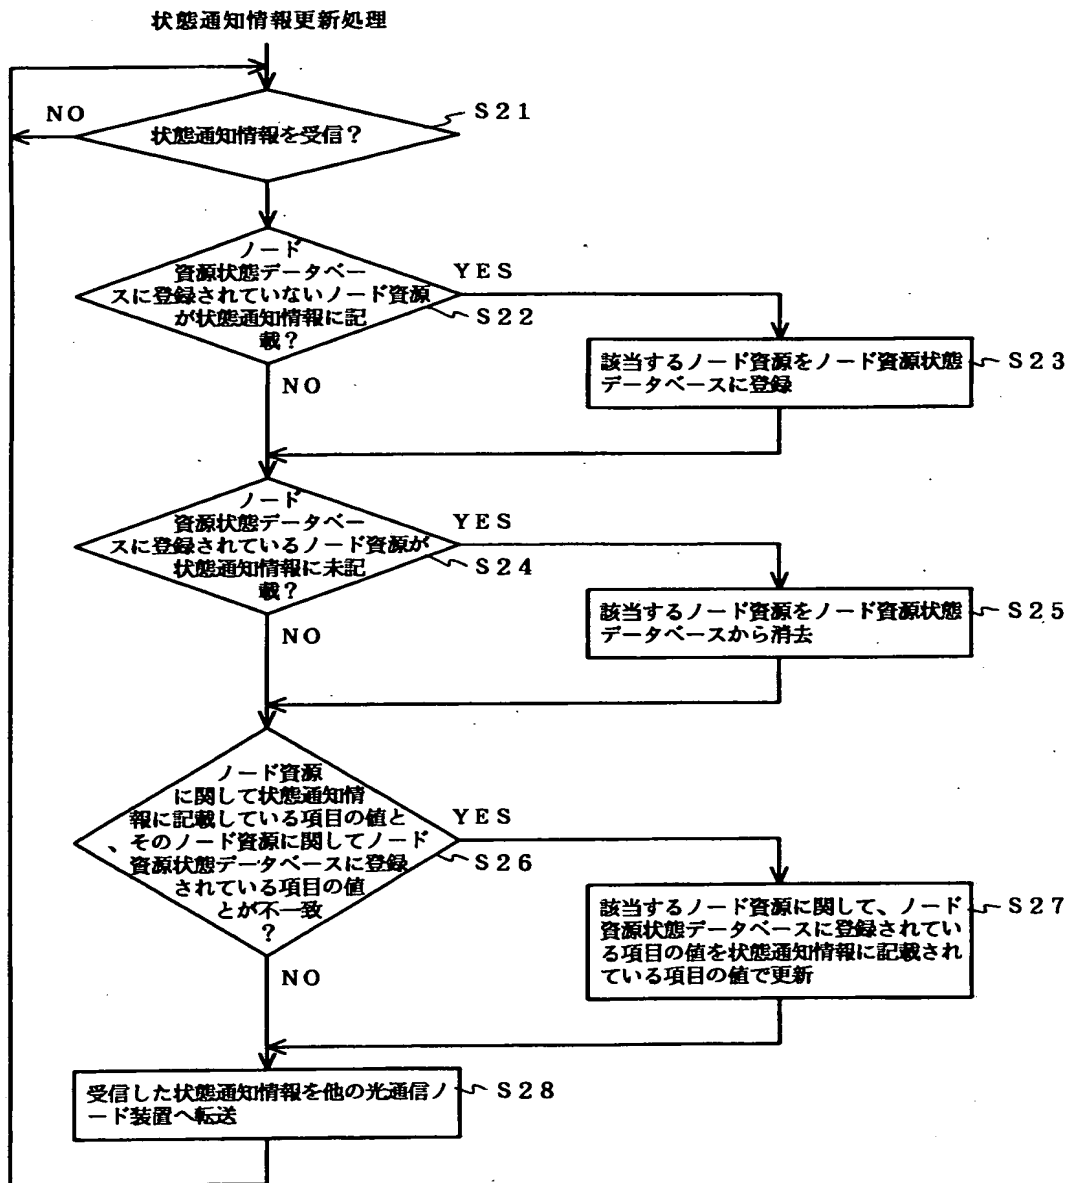 状態通知情報更新処理
NO
状態通知情報を受信？
S21
ノード
資源状態データベー
スに登録されていないノード資源
が状態通知情報に記
載？
YES
S22
NO
該当するノード資源をノード資源状態
データベースに登録
S23
ノード
資源状態データベー
スに登録されているノード資源が
状態通知情報に未記
載？
YES
S24
NO
該当するノード資源をノード資源状態
データベースから消去
S25
ノード資源
に関して状態通知情
報に記載している項目の値と
、そのノード資源に関してノード
資源状態データベースに登録
されている項目の値
とが不一致
？
YES
S26
NO
該当するノード資源に関して、ノード
資源状態データベースに登録されてい
る項目の値を状態通知情報に記載され
ている項目の値で更新
S27
受信した状態通知情報を他の光通信ノ
ード装置へ転送
S28